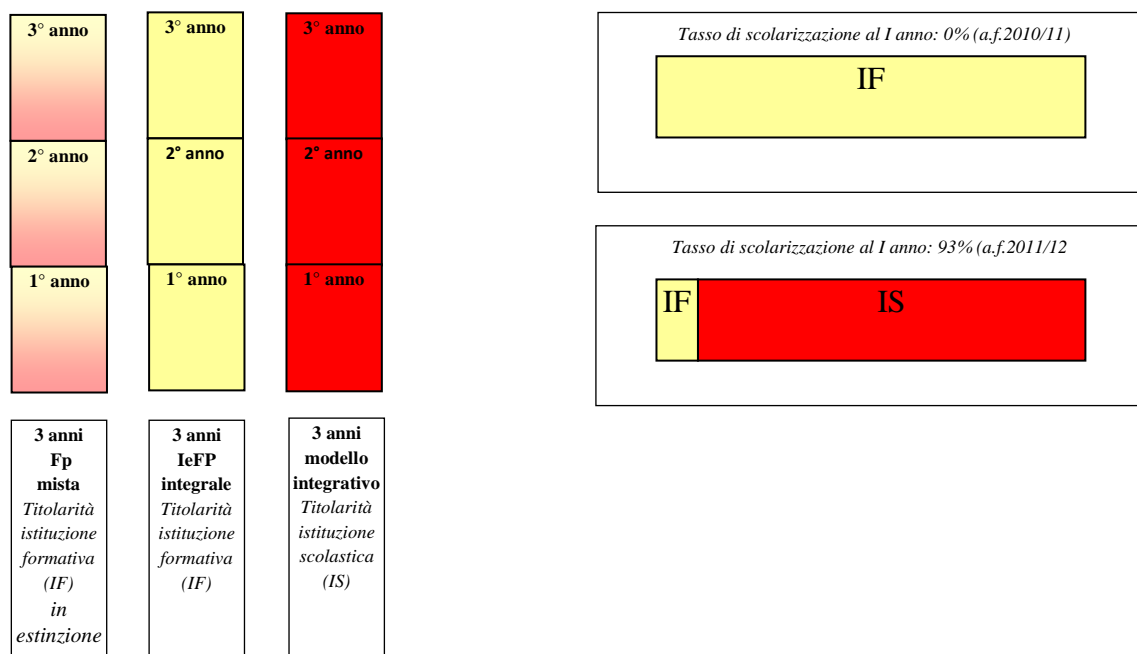 3° anno
2° anno
1° anno
3 anni
Fp
mista
Titolarità
istituzione
formativa
(IF)
in
estinzione
3° anno
2° anno
1° anno
3 anni
IeFP
integrale
Titolarità
istituzione
formativa
(IF)
3° anno
2° anno
1° anno
3 anni
modello
integrativo
Titolarità
istituzione
scolastica
(IS)
Tasso di scolarizzazione al I anno: 0% (a.f.2010/11)
IF
Tasso di scolarizzazione al I anno: 93% (a.f.2011/12
IF
IS